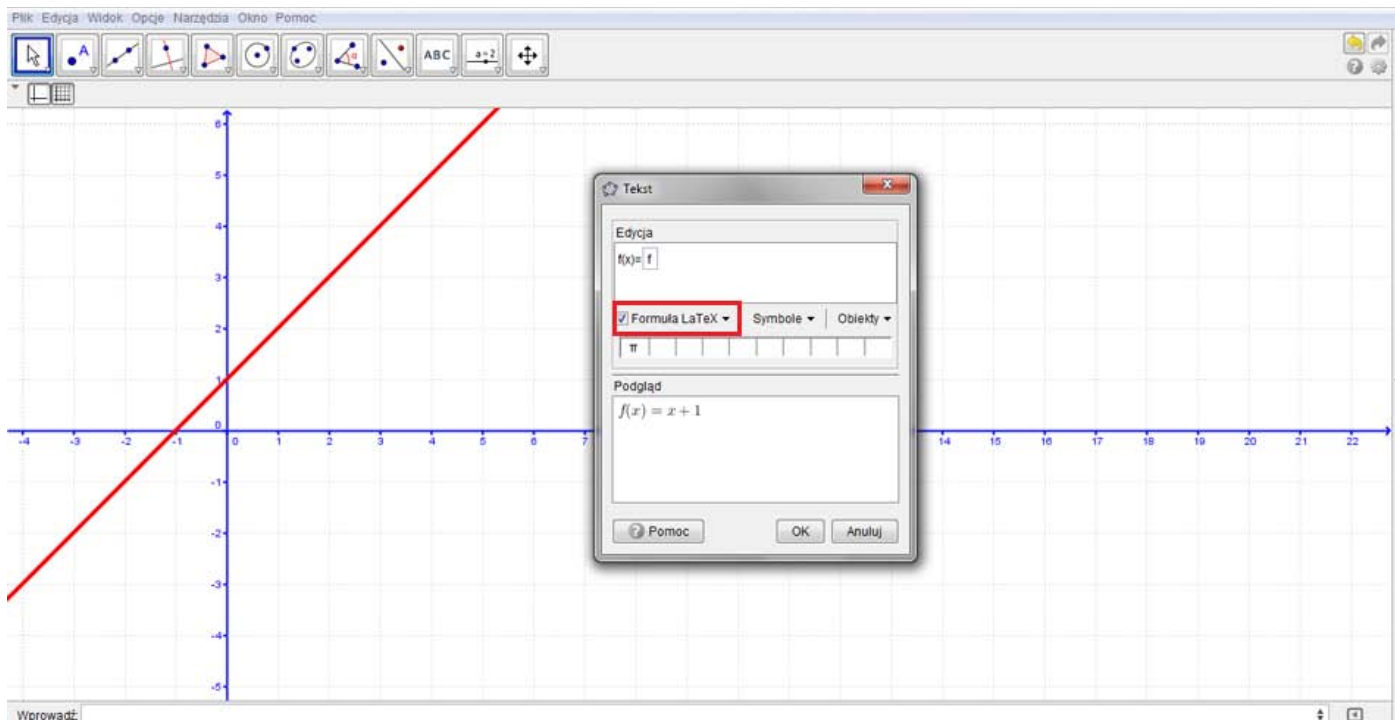 Plik Edycja Widok Opcje Narzędzia Okno Pomoc
A α ABC a=2
6
5
4
3
2
1
0
-4 -3 -2 -1 0 1 2 3 4 5 6 7 14 15 16 17 18 19 20 21 22
-1
-2
-3
-4
-5
Tekst
Edycja
f(x)= f
Formuła LaTeX Symbole Obiekty
π
Podgląd
f(x) = x + 1
Pomoc OK Anuluj
Wprowadź: